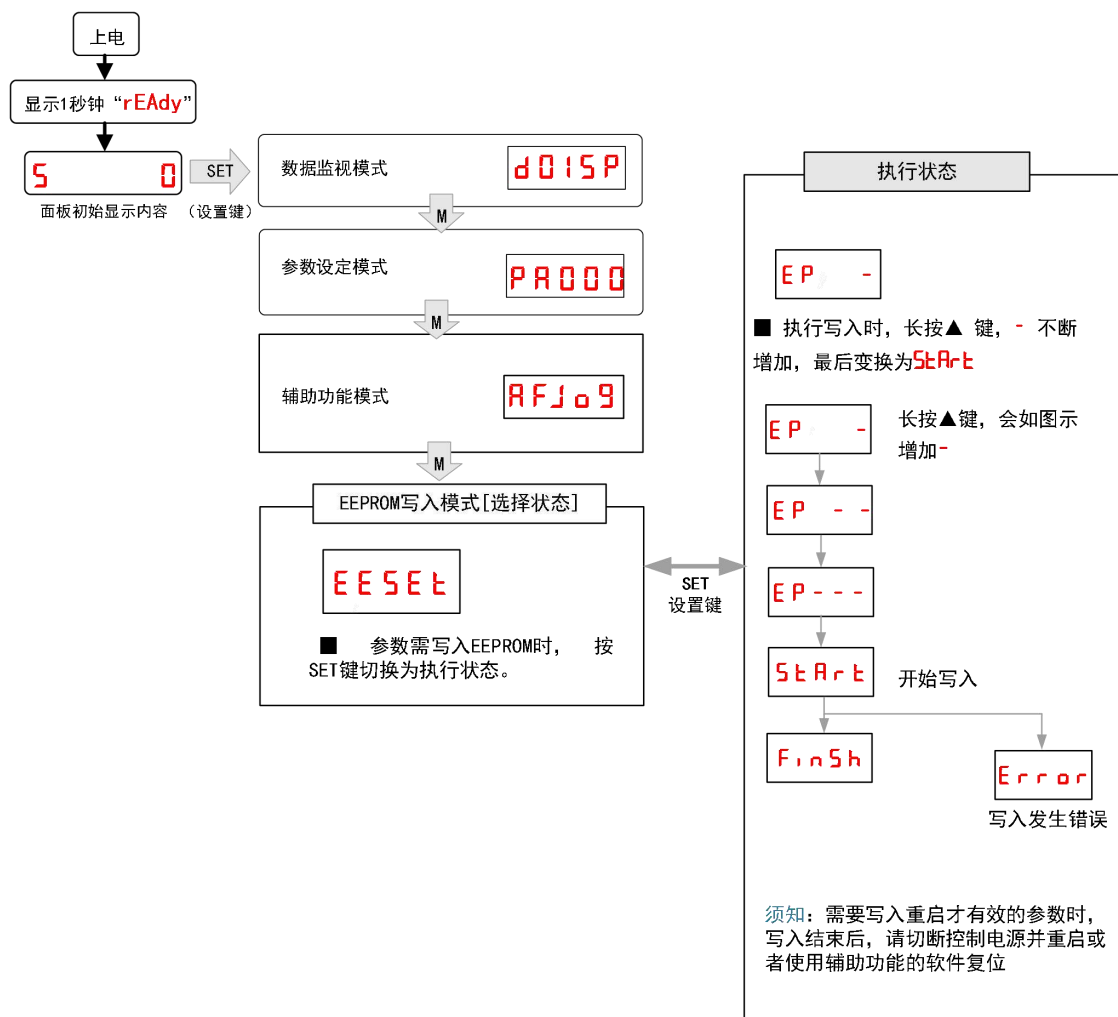 上电
显示1秒钟“rEAdy”
S 0
面板初始显示内容
SET
(设置键)
数据监视模式
d01SP
M
参数设定模式
PA000
M
辅助功能模式
AFJog
M
EEPROM写入模式[选择状态]
EESEt
■ 参数需写入EEPROM时， 按
SET键切换为执行状态。
SET
设置键
执行状态
EP -
■ 执行写入时，长按▲ 键，- 不断
增加，最后变换为StArt
EP -
长按▲键，会如图示
增加-
EP - -
EP - - -
StArt
开始写入
FinSh
Error
写入发生错误
须知：需要写入重启才有效的参数时，
写入结束后，请切断控制电源并重启或
者使用辅助功能的软件复位